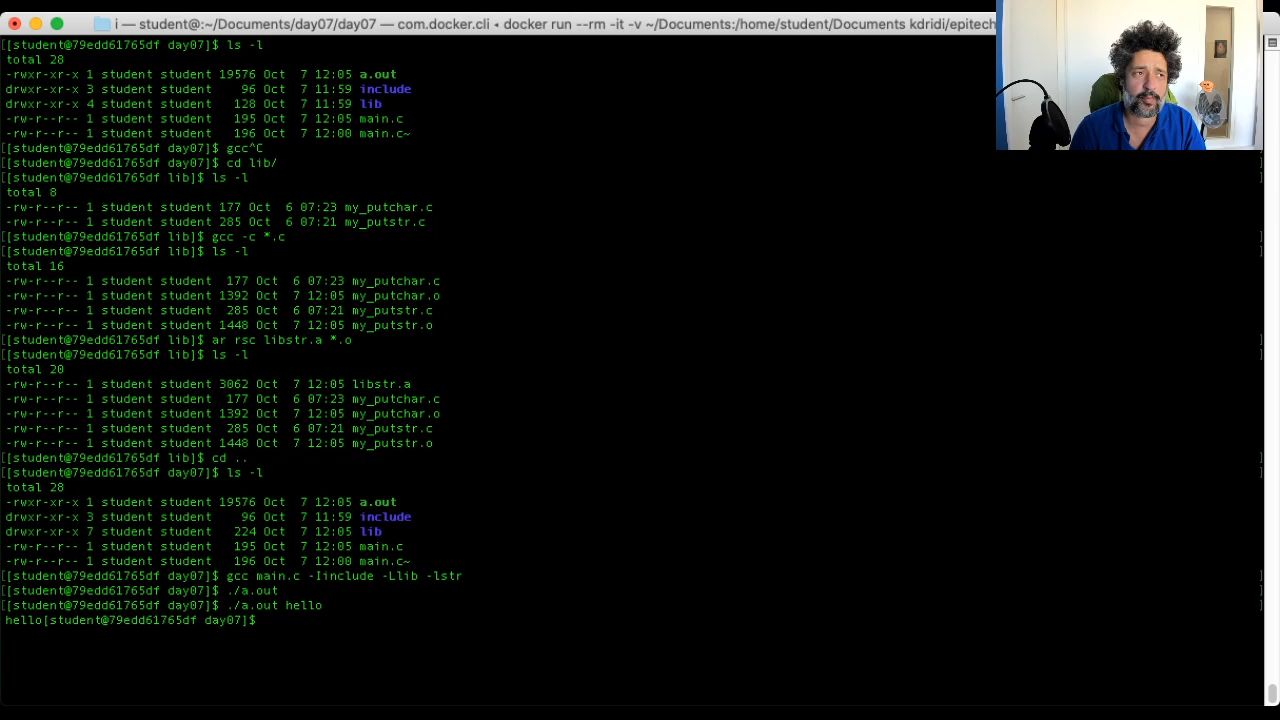 i — student@:~/Documents/day07/day07 — com.docker.cli ◂ docker run --rm -it -v ~/Documents:/home/student/Documents kdridi/epitech
[[student@79edd61765df day07]$ ls -l
total 28
-rwxr-xr-x 1 student student 19576 Oct  7 12:05 a.out
drwxr-xr-x 3 student student    96 Oct  7 11:59 include
drwxr-xr-x 4 student student   128 Oct  7 11:59 lib
-rw-r--r-- 1 student student   195 Oct  7 12:05 main.c
-rw-r--r-- 1 student student   196 Oct  7 12:00 main.c~
[[student@79edd61765df day07]$ gcc^C
[[student@79edd61765df day07]$ cd lib/
[[student@79edd61765df lib]$ ls -l
total 8
-rw-r--r-- 1 student student 177 Oct  6 07:23 my_putchar.c
-rw-r--r-- 1 student student 285 Oct  6 07:21 my_putstr.c
[[student@79edd61765df lib]$ gcc -c *.c
[[student@79edd61765df lib]$ ls -l
total 16
-rw-r--r-- 1 student student  177 Oct  6 07:23 my_putchar.c
-rw-r--r-- 1 student student 1392 Oct  7 12:05 my_putchar.o
-rw-r--r-- 1 student student  285 Oct  6 07:21 my_putstr.c
-rw-r--r-- 1 student student 1448 Oct  7 12:05 my_putstr.o
[[student@79edd61765df lib]$ ar rsc libstr.a *.o
[[student@79edd61765df lib]$ ls -l
total 20
-rw-r--r-- 1 student student 3062 Oct  7 12:05 libstr.a
-rw-r--r-- 1 student student  177 Oct  6 07:23 my_putchar.c
-rw-r--r-- 1 student student 1392 Oct  7 12:05 my_putchar.o
-rw-r--r-- 1 student student  285 Oct  6 07:21 my_putstr.c
-rw-r--r-- 1 student student 1448 Oct  7 12:05 my_putstr.o
[[student@79edd61765df lib]$ cd ..
[[student@79edd61765df day07]$ ls -l
total 28
-rwxr-xr-x 1 student student 19576 Oct  7 12:05 a.out
drwxr-xr-x 3 student student    96 Oct  7 11:59 include
drwxr-xr-x 7 student student   224 Oct  7 12:05 lib
-rw-r--r-- 1 student student   195 Oct  7 12:05 main.c
-rw-r--r-- 1 student student   196 Oct  7 12:00 main.c~
[[student@79edd61765df day07]$ gcc main.c -Iinclude -Llib -lstr
[[student@79edd61765df day07]$ ./a.out
[[student@79edd61765df day07]$ ./a.out hello
hello[student@79edd61765df day07]$